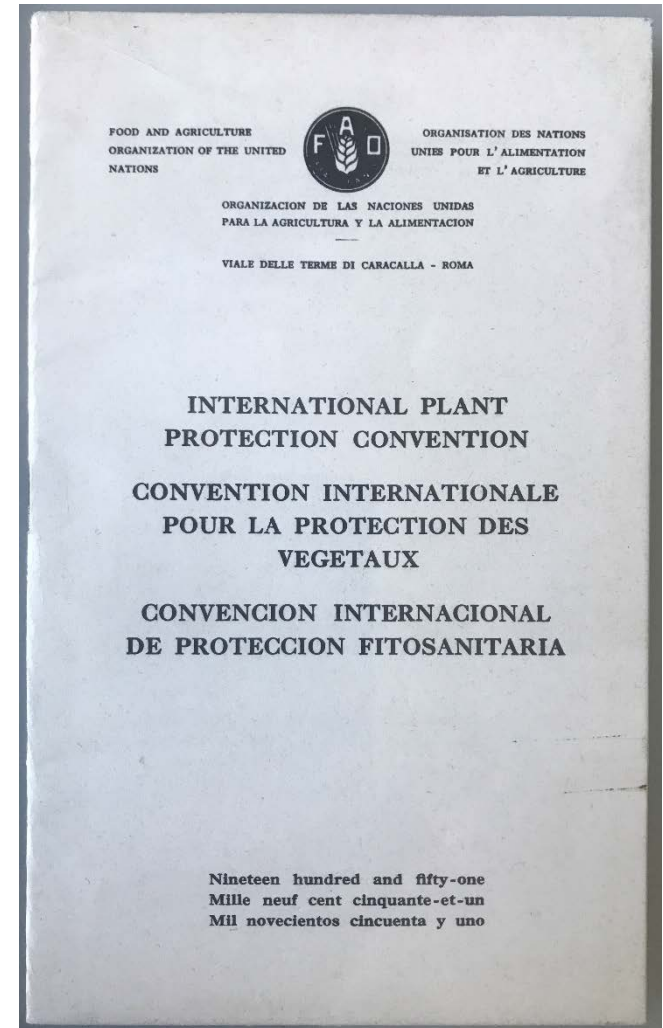 FOOD AND AGRICULTURE
ORGANIZATION OF THE UNITED
NATIONS
F A O
ORGANISATION DES NATIONS
UNIES POUR L' ALIMENTATION
ET L' AGRICULTURE
ORGANIZACION DE LAS NACIONES UNIDAS
PARA LA AGRICULTURA Y LA ALIMENTACION
VIALE DELLE TERME DI CARACALLA - ROMA
INTERNATIONAL PLANT
PROTECTION CONVENTION
CONVENTION INTERNATIONALE
POUR LA PROTECTION DES
VEGETAUX
CONVENCION INTERNACIONAL
DE PROTECCION FITOSANITARIA
Nineteen hundred and fifty-one
Mille neuf cent cinquante-et-un
Mil novecientos cincuenta y uno